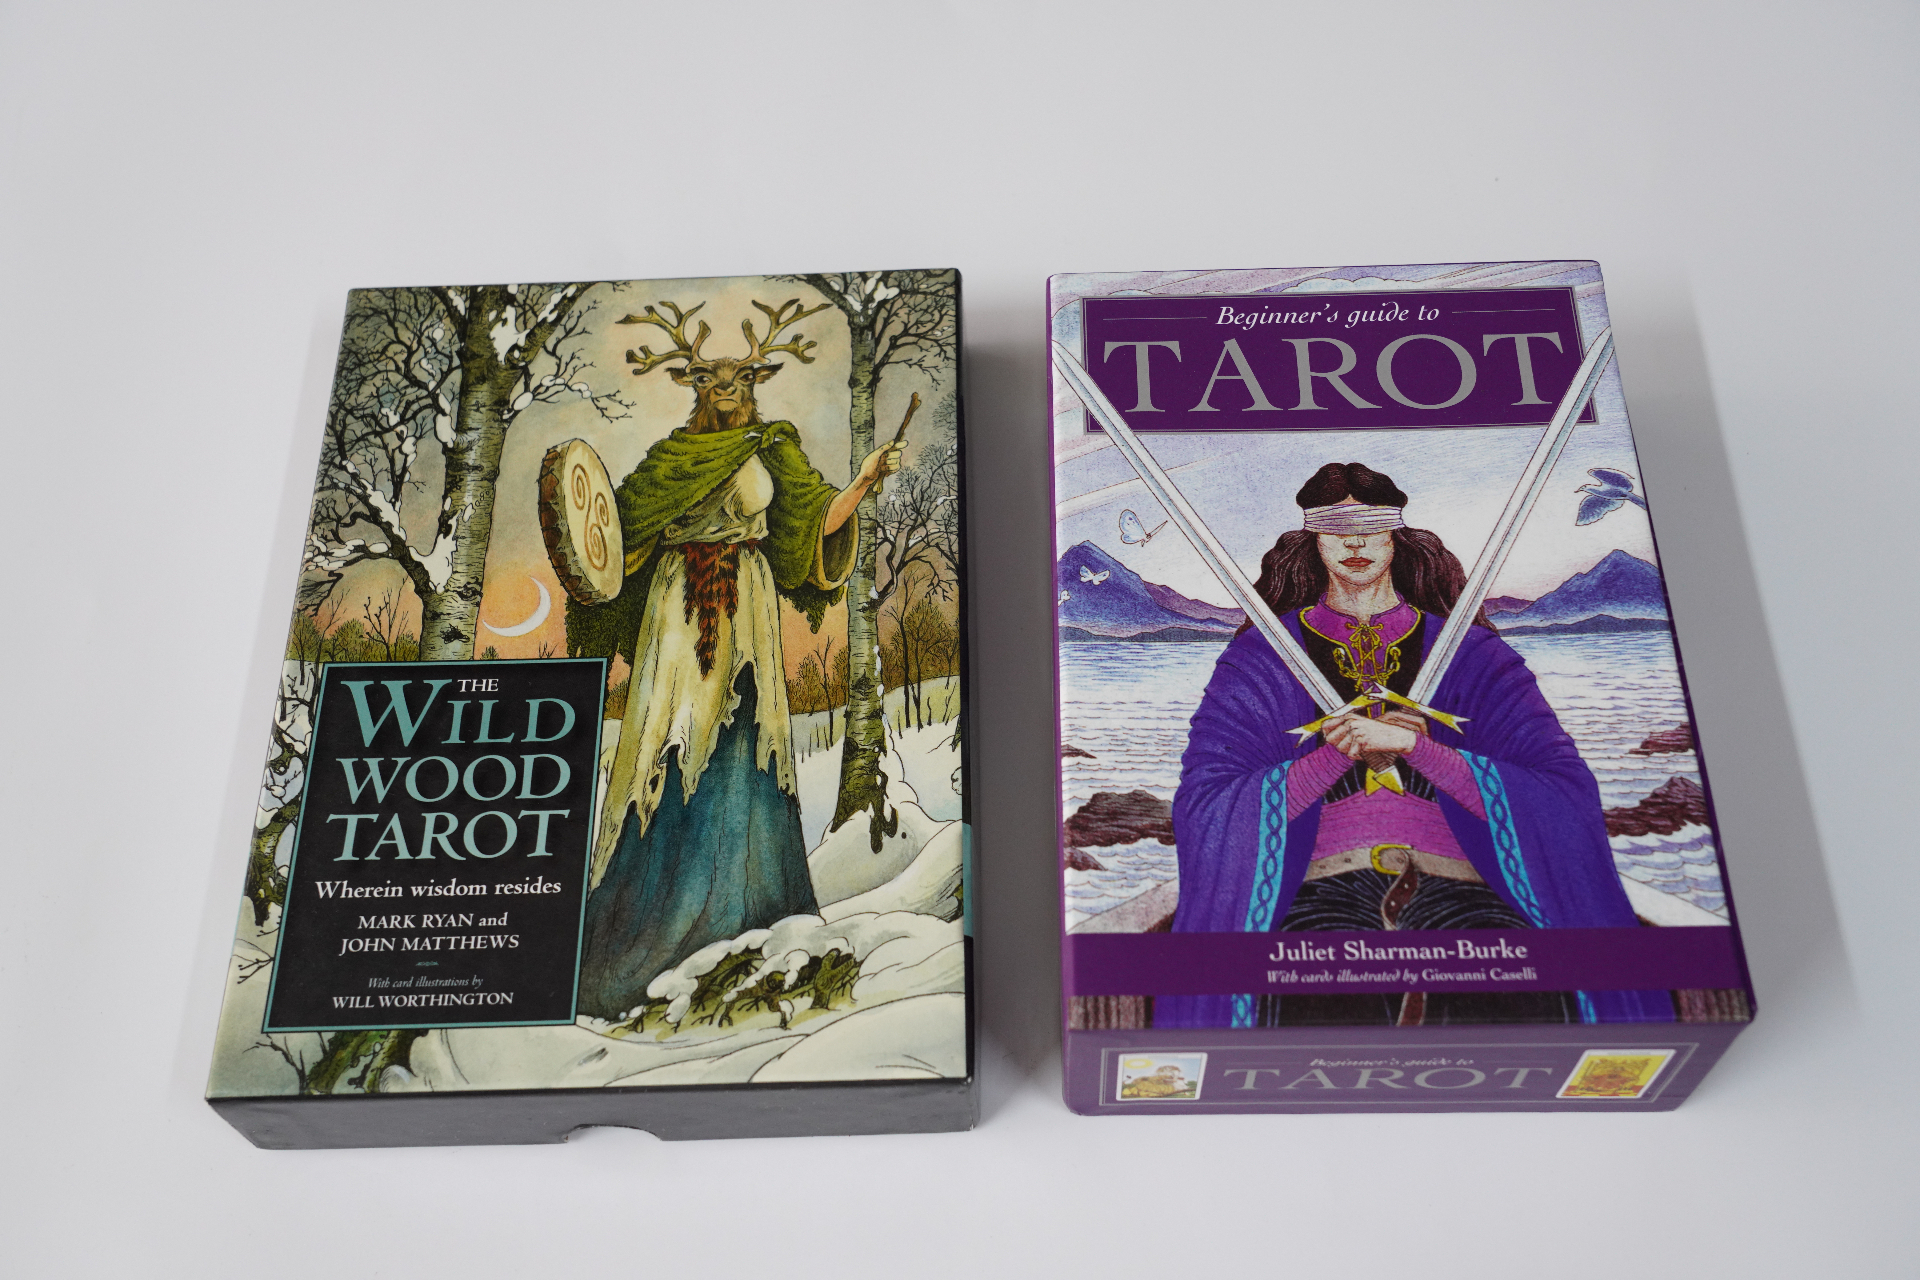 THE
WILD
WOOD
TAROT
Wherein wisdom resides
MARK RYAN and
JOHN MATTHEWS
With card illustrations by
WILL WORTHINGTON
Beginner's guide to
TAROT
Juliet Sharman-Burke
With cards illustrated by Giovanni Caselli
Beginner's guide to
TAROT